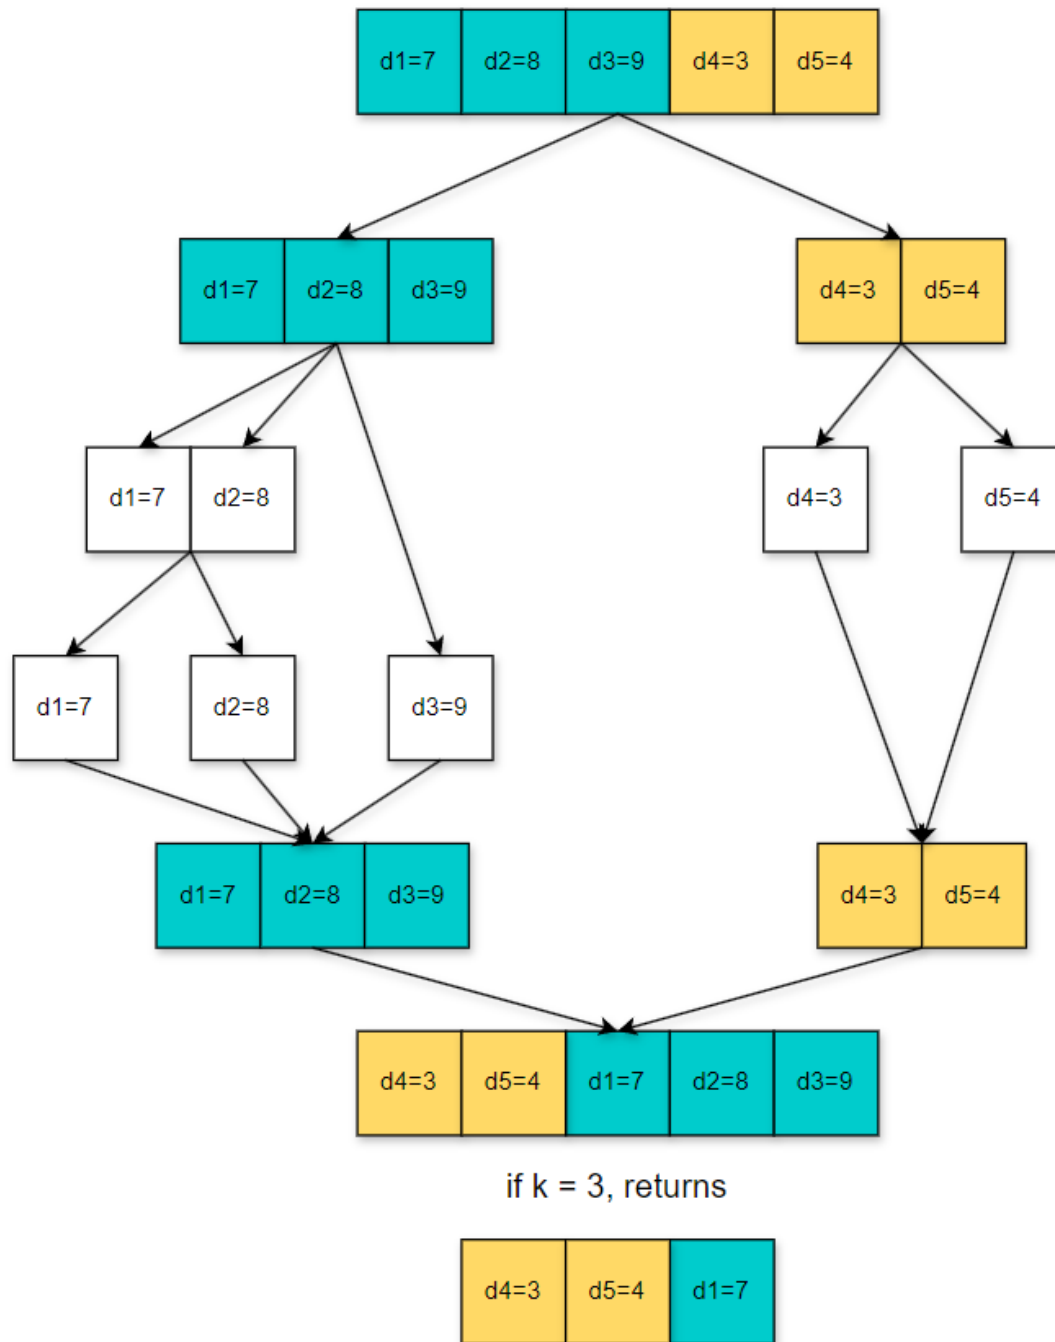 d1=7 d2=8 d3=9 d4=3 d5=4
d1=7 d2=8 d3=9 d4=3 d5=4
d1=7 d2=8 d4=3 d5=4
d1=7 d2=8 d3=9
d1=7 d2=8 d3=9 d4=3 d5=4
d4=3 d5=4 d1=7 d2=8 d3=9
if k = 3, returns
d4=3 d5=4 d1=7